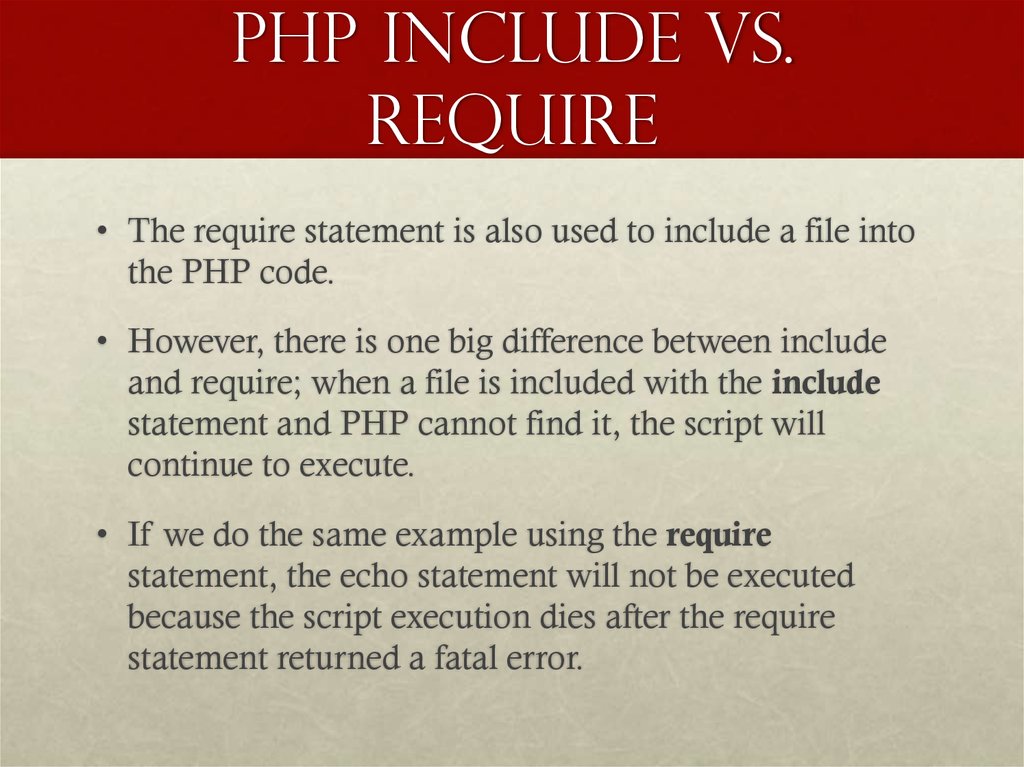 PHP INCLUDE VS.
REQUIRE
• The require statement is also used to include a file into
the PHP code.
• However, there is one big difference between include
and require; when a file is included with the include
statement and PHP cannot find it, the script will
continue to execute.
• If we do the same example using the require
statement, the echo statement will not be executed
because the script execution dies after the require
statement returned a fatal error.